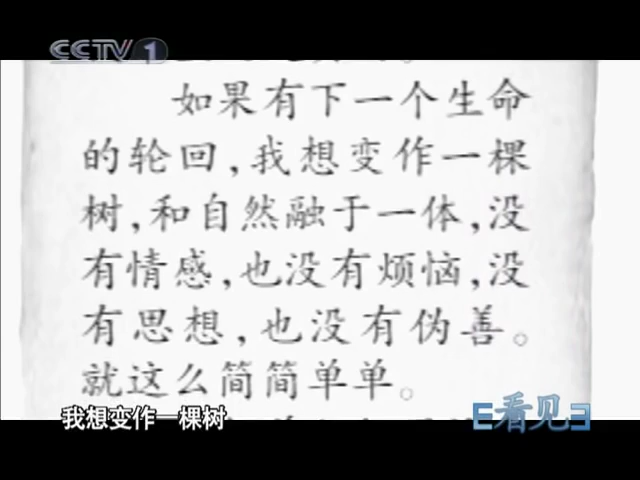 CCTV 1
如果有下一个生命
的轮回,我想变作一棵
树,和自然融于一体,没
有情感,也没有烦恼,没
有思想,也没有伪善。
就这么简简单单。
我想变作一棵树
看见